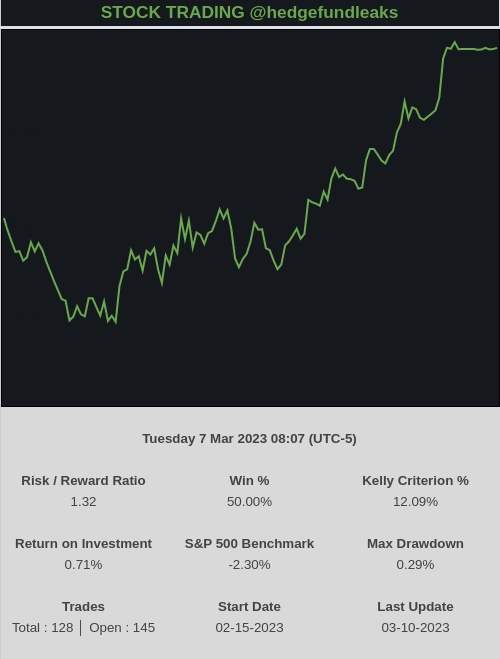 STOCK TRADING @hedgefundleaks
Tuesday 7 Mar 2023 08:07 (UTC-5)
Risk / Reward Ratio Win % Kelly Criterion %
1.32 50.00% 12.09%
Return on Investment S&P 500 Benchmark Max Drawdown
0.71% -2.30% 0.29%
Trades Start Date Last Update
Total : 128 │ Open : 145 02-15-2023 03-10-2023